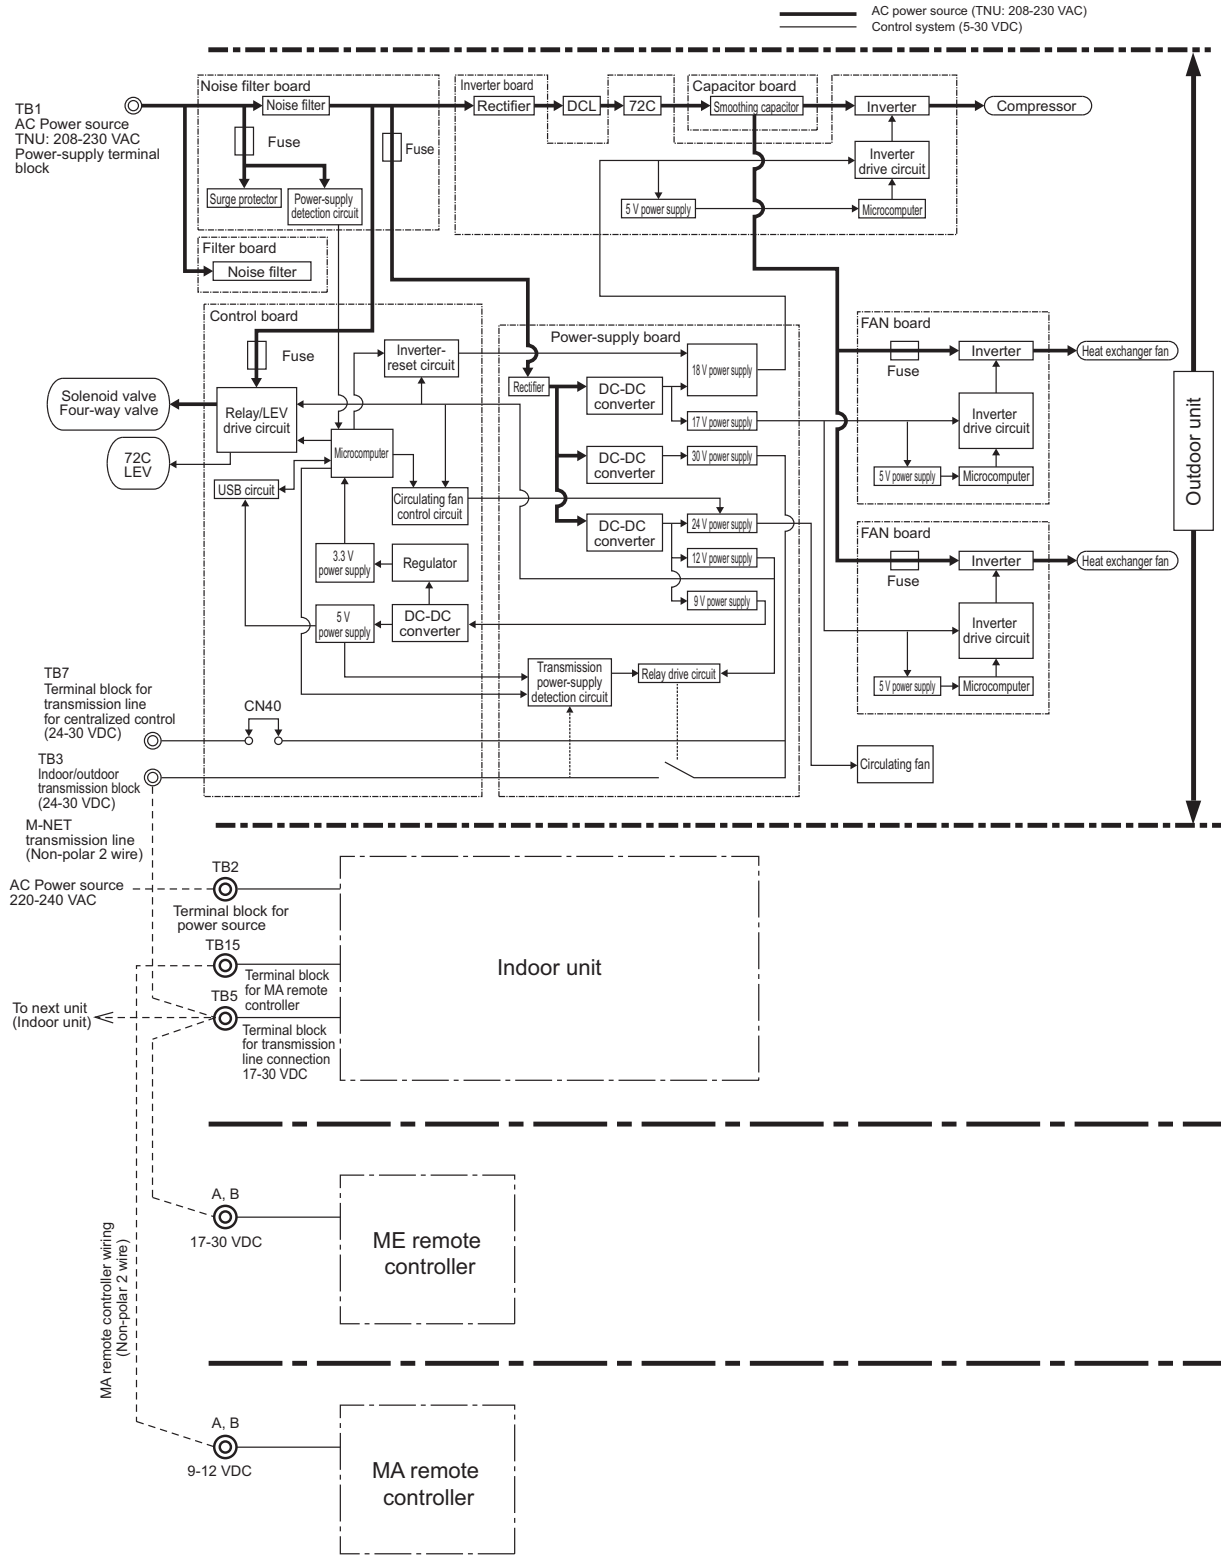 AC power source (TNU: 208-230 VAC)
Control system (5-30 VDC)
TB1
AC Power source
TNU: 208-230 VAC
Power-supply terminal
block
Noise filter board
Noise filter
Fuse
Fuse
Surge protector
Power-supply
detection circuit
Filter board
Noise filter
Inverter board
Rectifier
DCL
72C
Capacitor board
Smoothing capacitor
Inverter
Compressor
Inverter
drive circuit
5 V power supply
Microcomputer
Control board
Fuse
Inverter-
reset circuit
Solenoid valve
Four-way valve
Relay/LEV
drive circuit
72C
LEV
Microcomputer
USB circuit
Circulating fan
control circuit
3.3 V
power supply
Regulator
5 V
power supply
DC-DC
converter
Power-supply board
Rectifier
DC-DC
converter
18 V power supply
17 V power supply
DC-DC
converter
30 V power supply
DC-DC
converter
24 V power supply
12 V power supply
9 V power supply
Transmission
power-supply
detection circuit
Relay drive circuit
FAN board
Fuse
Inverter
Heat exchanger fan
Inverter
drive circuit
5 V power supply
Microcomputer
FAN board
Fuse
Inverter
Heat exchanger fan
Inverter
drive circuit
5 V power supply
Microcomputer
Circulating fan
Outdoor unit
TB7
Terminal block for
transmission line
for centralized control
(24-30 VDC)
CN40
TB3
Indoor/outdoor
transmission block
(24-30 VDC)
M-NET
transmission line
(Non-polar 2 wire)
AC Power source
220-240 VAC
TB2
Terminal block for
power source
TB15
Terminal block
for MA remote
controller
TB5
Terminal block
for transmission
line connection
17-30 VDC
To next unit
(Indoor unit)
Indoor unit
A, B
17-30 VDC
ME remote
controller
MA remote controller wiring
(Non-polar 2 wire)
A, B
9-12 VDC
MA remote
controller